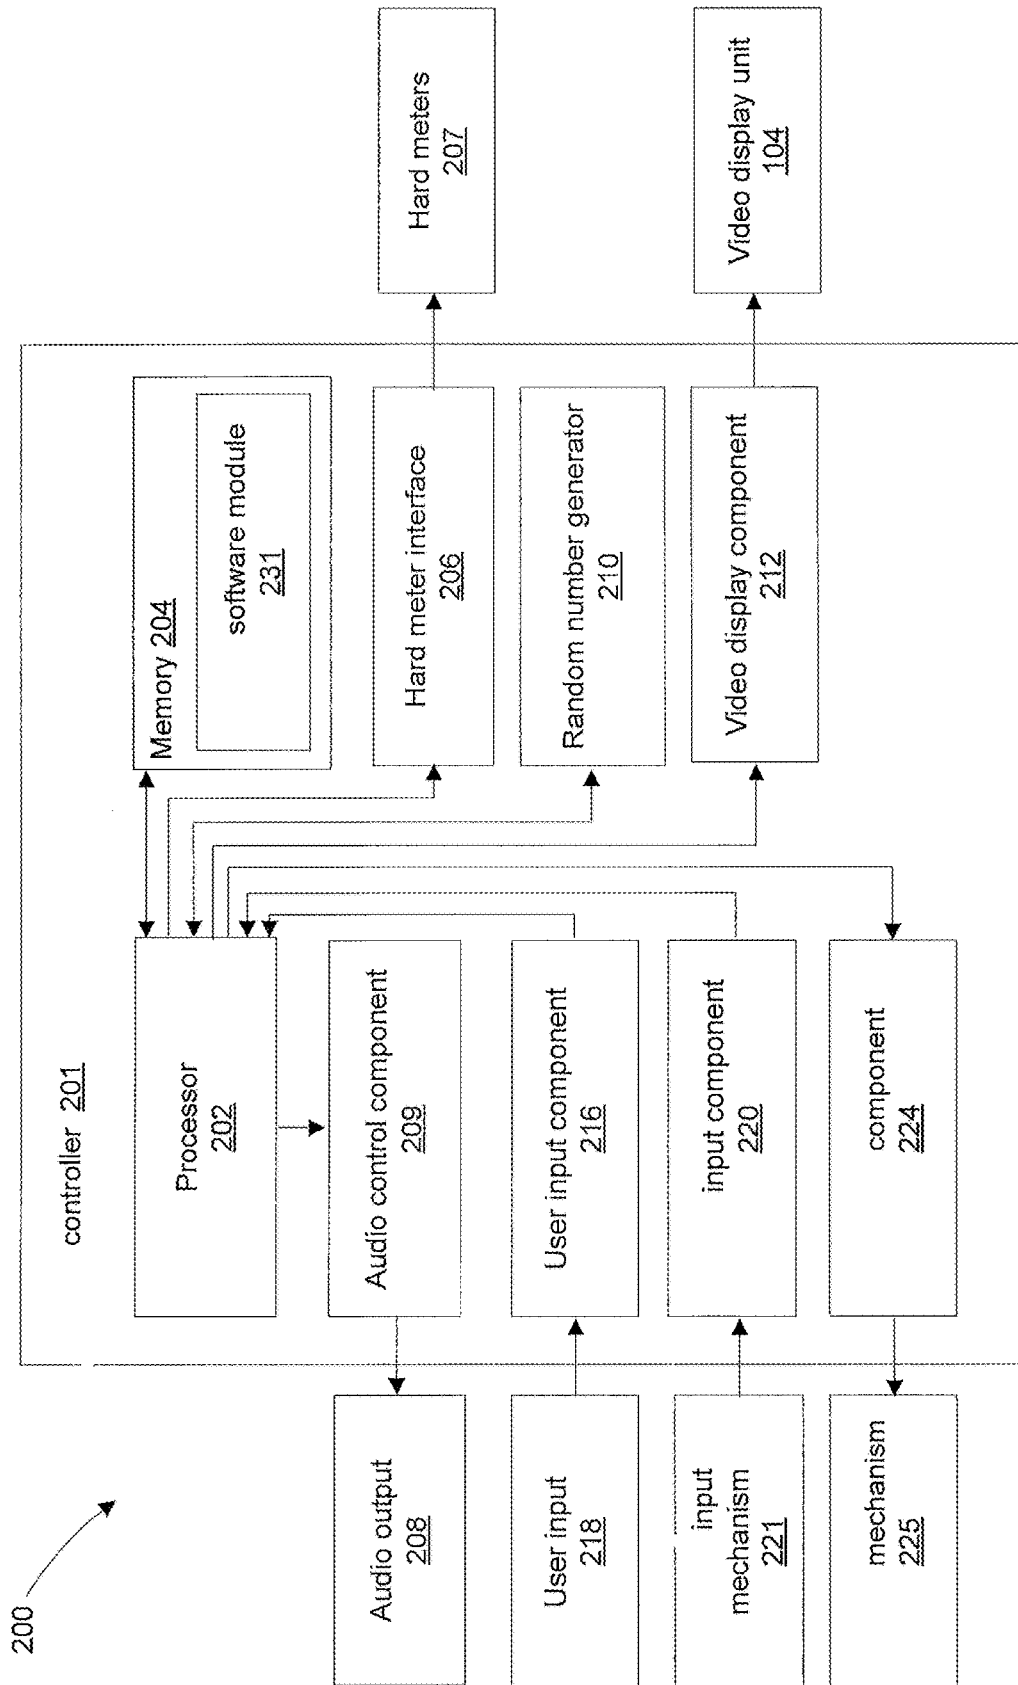 200
controller 201
Processor
202
Memory 204
software module
231
Audio output
208
Audio control component
209
Hard meter interface
206
Hard meters
207
User input
218
User input component
216
Random number generator
210
input
mechanism
221
input component
220
Video display component
212
Video display unit
104
mechanism
225
component
224